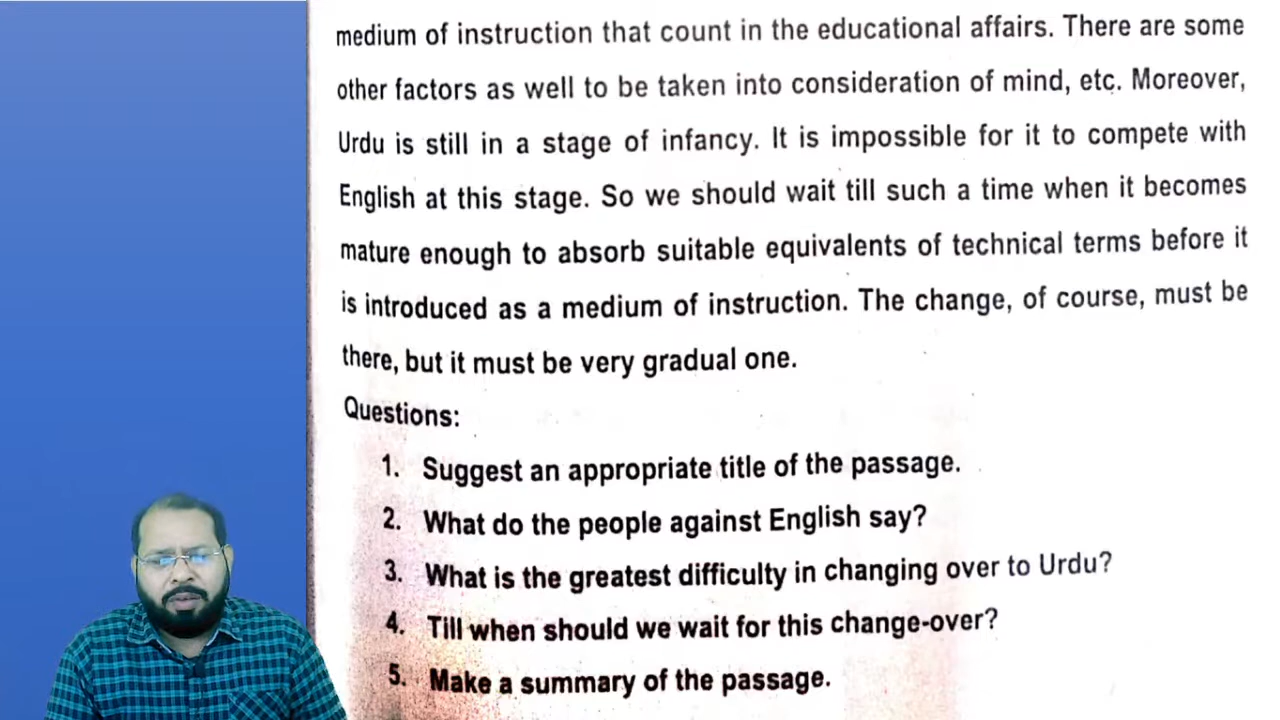 medium of instruction that count in the educational affairs. There are some
other factors as well to be taken into consideration of mind, etc. Moreover,
Urdu is still in a stage of infancy. It is impossible for it to compete with
English at this stage. So we should wait till such a time when it becomes
mature enough to absorb suitable equivalents of technical terms before it
is introduced as a medium of instruction. The change, of course, must be
there, but it must be very gradual one.
Questions:
1. Suggest an appropriate title of the passage.
2. What do the people against English say?
3. What is the greatest difficulty in changing over to Urdu?
4. Till when should we wait for this change-over?
5. Make a summary of the passage.